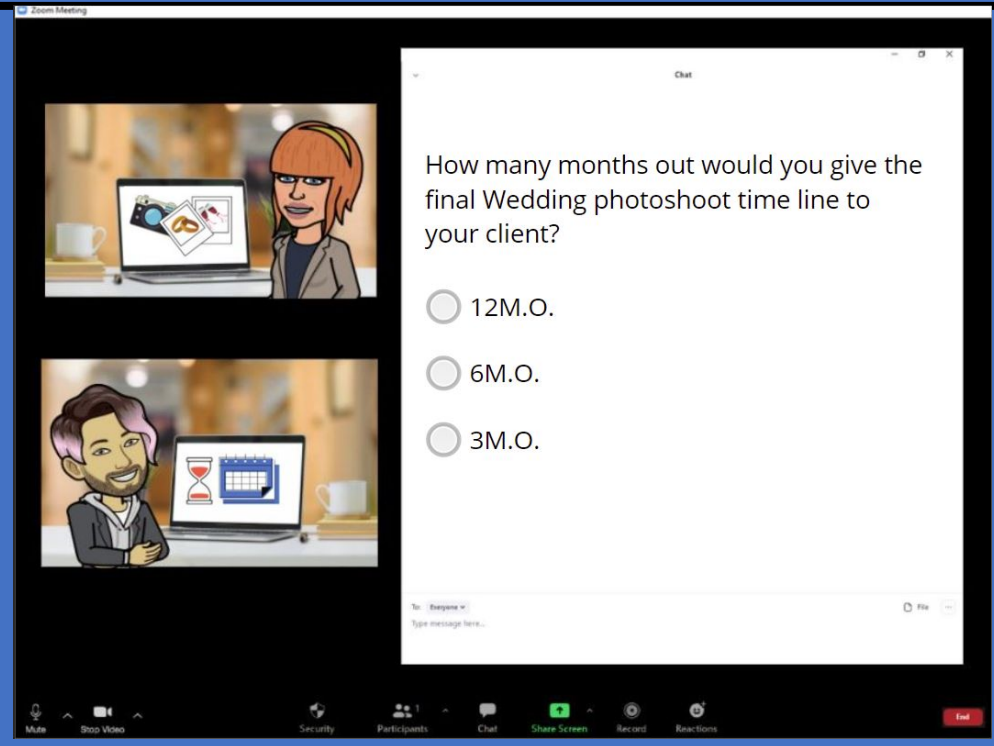 Zoom Meeting
Chat
How many months out would you give the
final Wedding photoshoot time line to
your client?
12M.O.
6M.O.
3M.O.
To: Everyone
File
Type message here...
1
Mute
Stop Video
Security
Participants
Chat
Share Screen
Record
Reactions
End